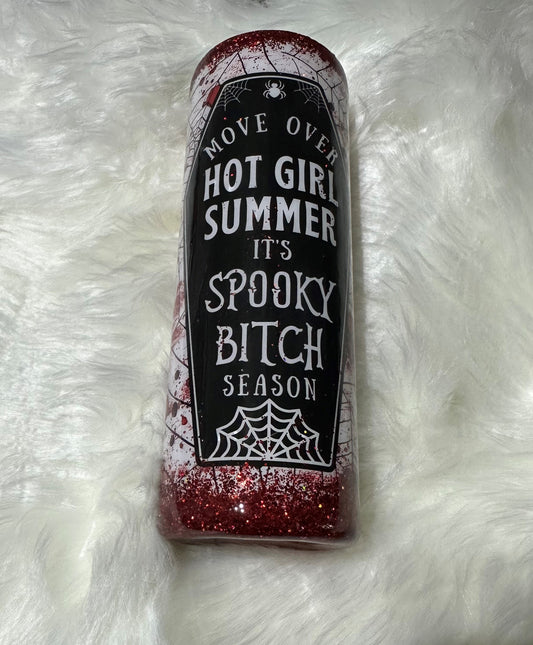 MOVE OVER
HOT GIRL
SUMMER
IT'S
SPOOKY
BITCH
SEASON